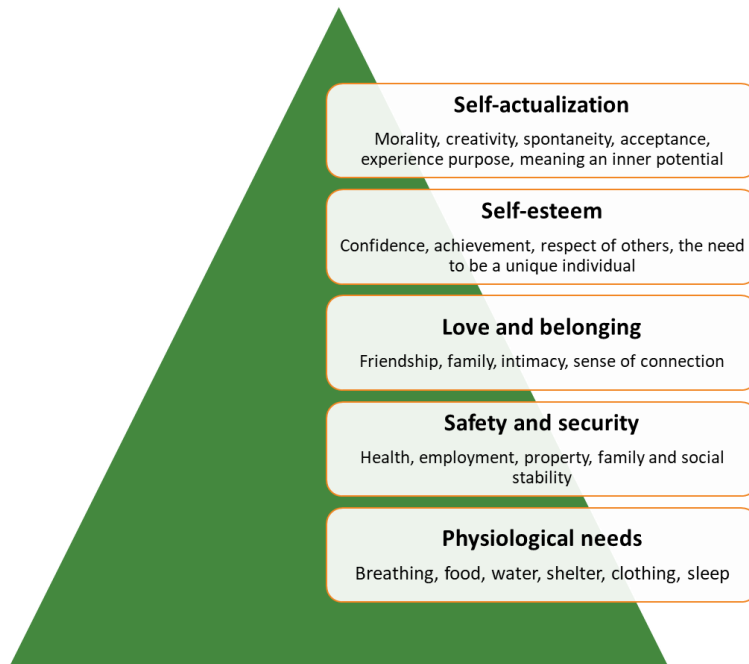 Self-actualization
Morality, creativity, spontaneity, acceptance,
experience purpose, meaning an inner potential
Self-esteem
Confidence, achievement, respect of others, the need
to be a unique individual
Love and belonging
Friendship, family, intimacy, sense of connection
Safety and security
Health, employment, property, family and social
stability
Physiological needs
Breathing, food, water, shelter, clothing, sleep